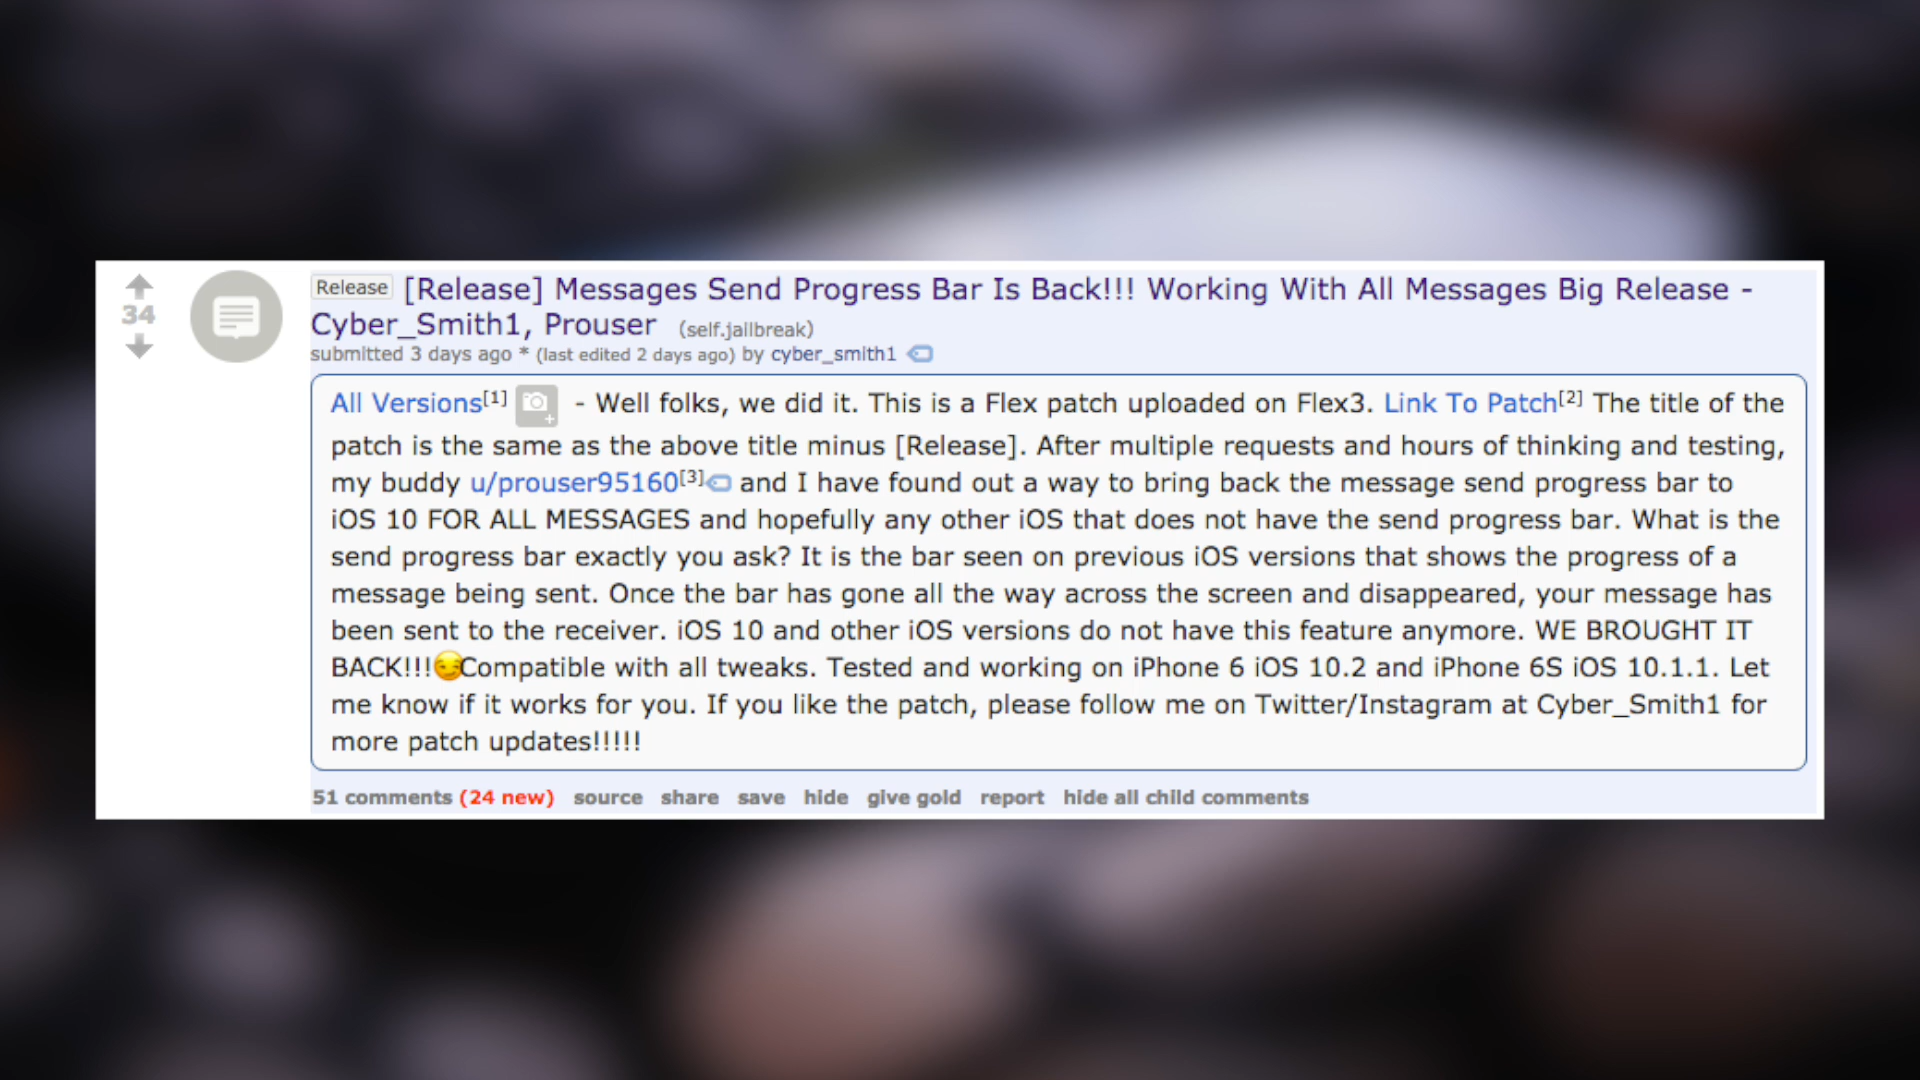 34
Release [Release] Messages Send Progress Bar Is Back!!! Working With All Messages Big Release -
Cyber_Smith1, Prouser (self.jailbreak)
submitted 3 days ago * (last edited 2 days ago) by cyber_smith1
All Versions[1] - Well folks, we did it. This is a Flex patch uploaded on Flex3. Link To Patch[2] The title of the
patch is the same as the above title minus [Release]. After multiple requests and hours of thinking and testing,
my buddy u/prouser95160[3] and I have found out a way to bring back the message send progress bar to
iOS 10 FOR ALL MESSAGES and hopefully any other iOS that does not have the send progress bar. What is the
send progress bar exactly you ask? It is the bar seen on previous iOS versions that shows the progress of a
message being sent. Once the bar has gone all the way across the screen and disappeared, your message has
been sent to the receiver. iOS 10 and other iOS versions do not have this feature anymore. WE BROUGHT IT
BACK!!!😏Compatible with all tweaks. Tested and working on iPhone 6 iOS 10.2 and iPhone 6S iOS 10.1.1. Let
me know if it works for you. If you like the patch, please follow me on Twitter/Instagram at Cyber_Smith1 for
more patch updates!!!!!
51 comments (24 new) source share save hide give gold report hide all child comments